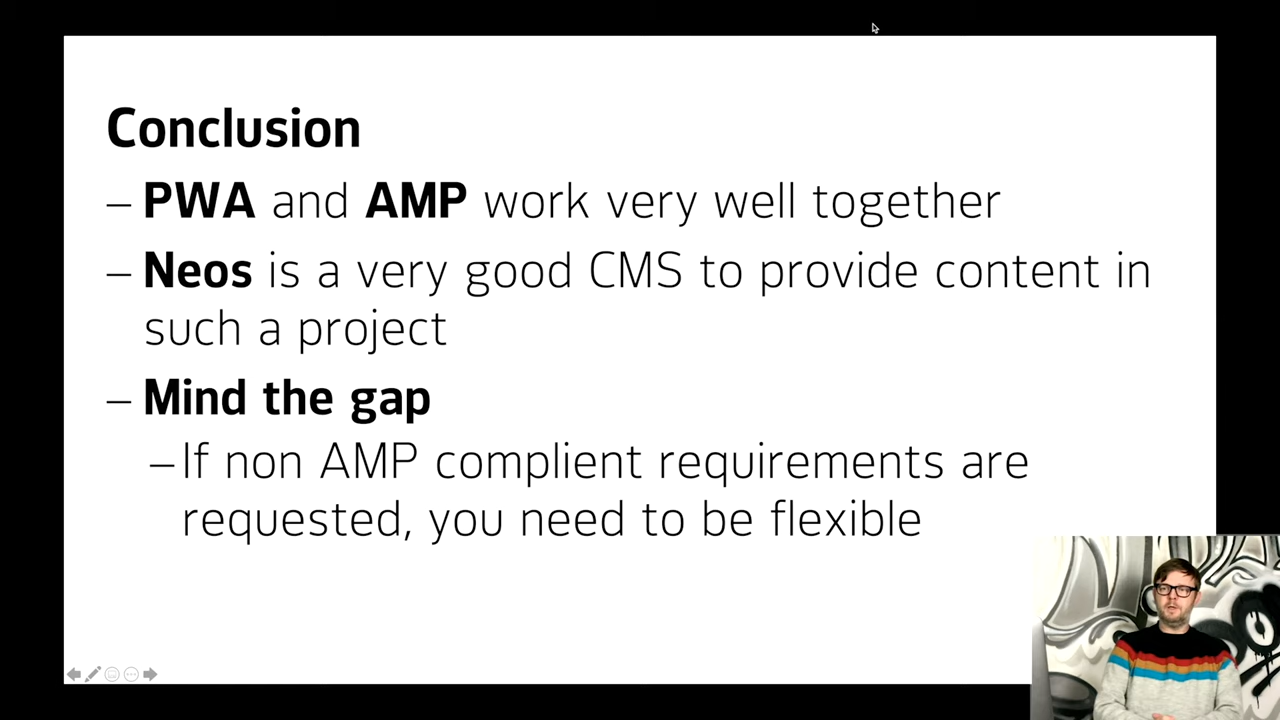 Conclusion
– PWA and AMP work very well together
– Neos is a very good CMS to provide content in
such a project
– Mind the gap
– If non AMP complient requirements are
requested, you need to be flexible